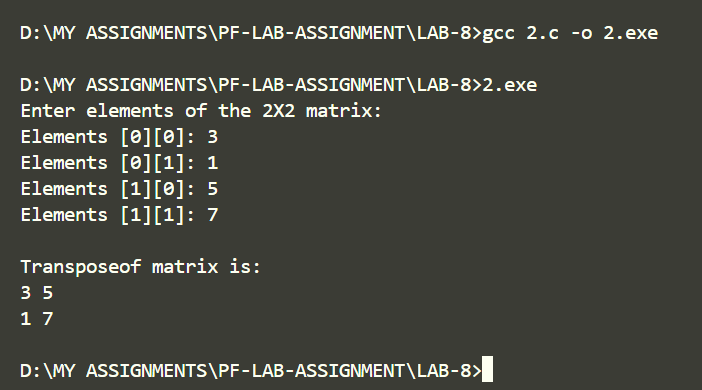 D:\MY ASSIGNMENTS\PF-LAB-ASSIGNMENT\LAB-8>gcc 2.c -o 2.exe
D:\MY ASSIGNMENTS\PF-LAB-ASSIGNMENT\LAB-8>2.exe
Enter elements of the 2X2 matrix:
Elements [0][0]: 3
Elements [0][1]: 1
Elements [1][0]: 5
Elements [1][1]: 7
Transposeof matrix is:
3 5
1 7
D:\MY ASSIGNMENTS\PF-LAB-ASSIGNMENT\LAB-8>